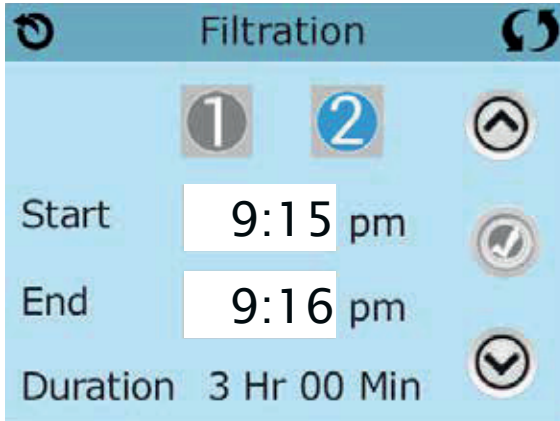 Filtration
1 2
Start 9:15 pm
End 9:16 pm
Duration 3 Hr 00 Min